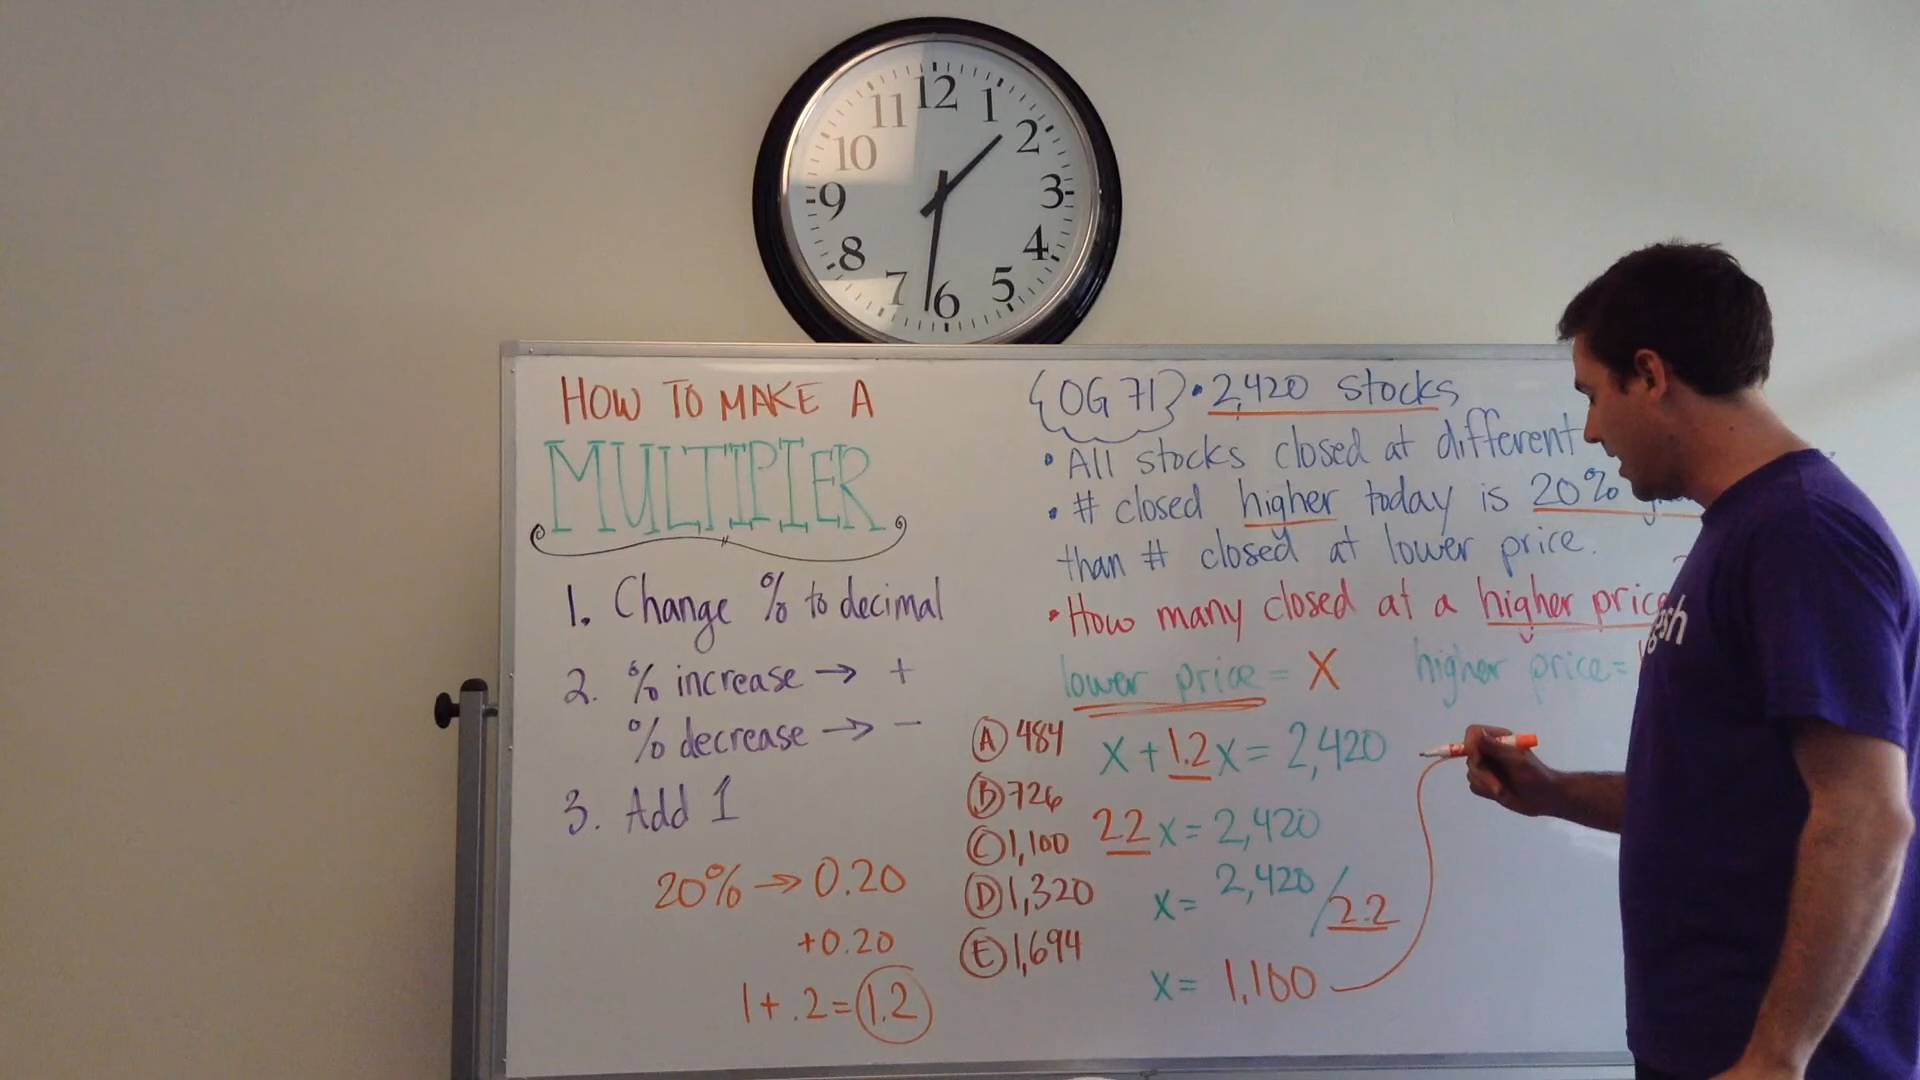 12
1
2
3
4
5
6
7
8
9
10
11
HOW TO MAKE A
MULTIPIER
1. Change % to decimal
2. % increase → +
% decrease → −
3. Add 1
20% → 0.20
+0.20
1 + .2 = 1.2
{OG 71} • 2,420 stocks
• All stocks closed at different
• # closed higher today is 20%
than # closed at lower price.
• How many closed at a higher price
lower price = X higher price =
A 484
B 726
C 1,100
D 1,320
E 1,694
x + 1.2x = 2,420
22x = 2,420
x = 2,420/2.2
x = 1,100